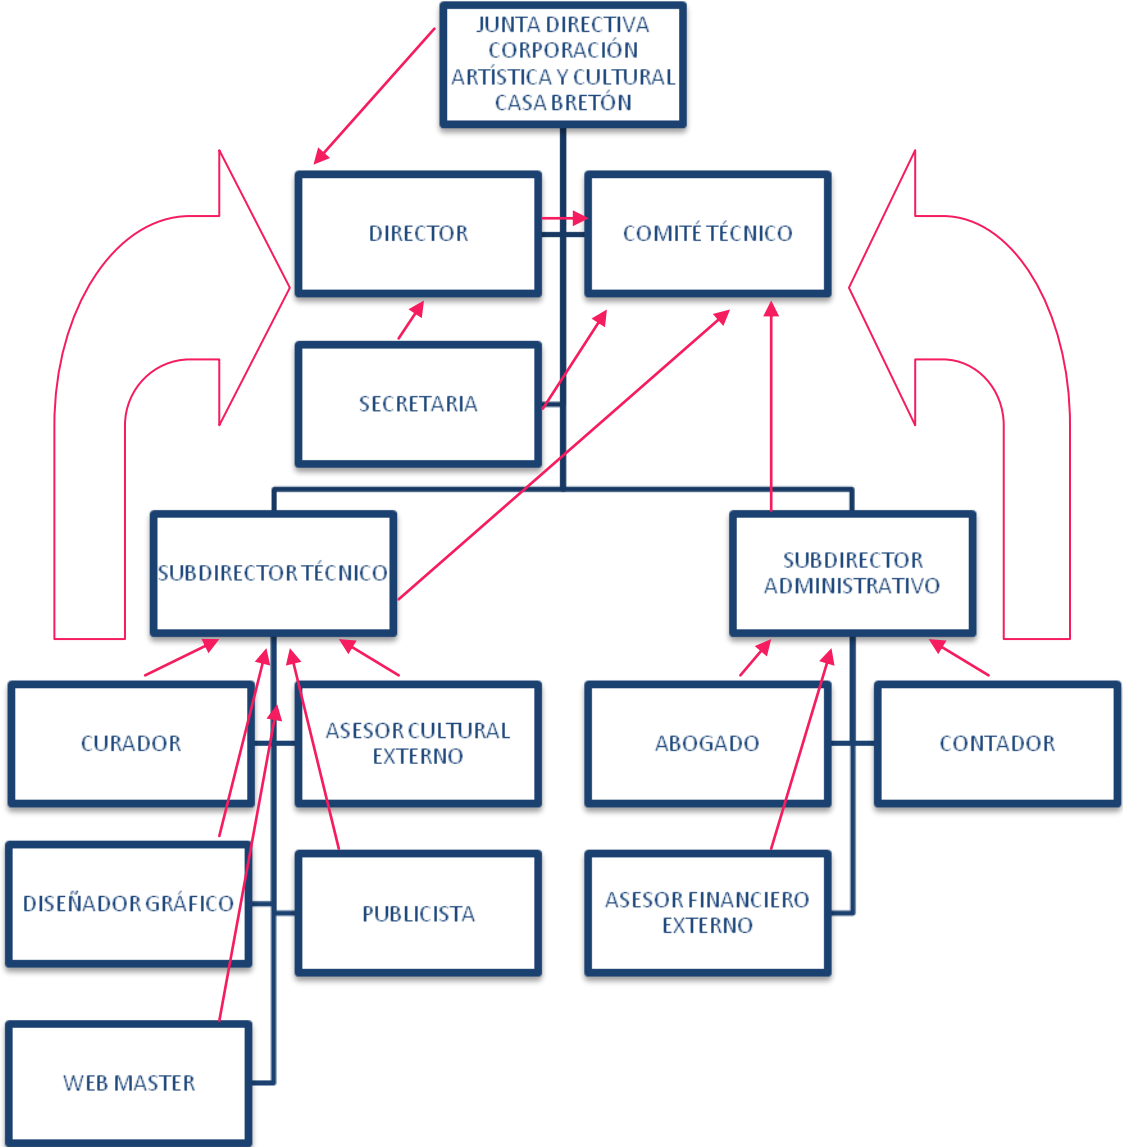 JUNTA DIRECTIVA
CORPORACIÓN
ARTÍSTICA Y CULTURAL
CASA BRETÓN
DIRECTOR
COMITÉ TÉCNICO
SECRETARIA
SUBDIRECTOR TÉCNICO
SUBDIRECTOR
ADMINISTRATIVO
CURADOR
ASESOR CULTURAL
EXTERNO
ABOGADO
CONTADOR
DISEÑADOR GRÁFICO
PUBLICISTA
ASESOR FINANCIERO
EXTERNO
WEB MASTER